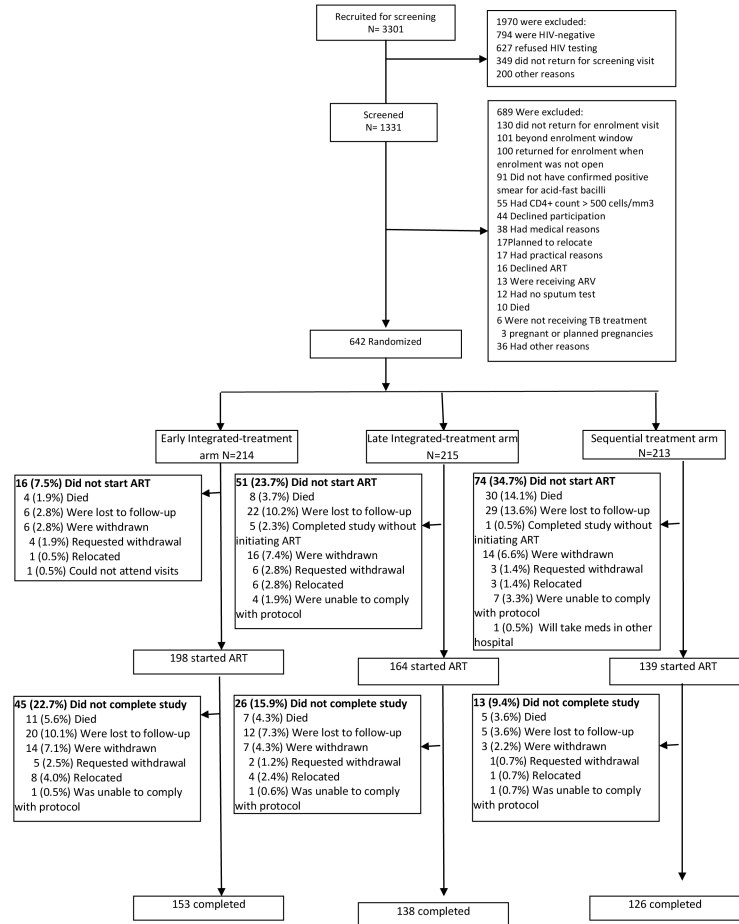 Recruited for screening
N= 3301
1970 were excluded:
794 were HIV-negative
627 refused HIV testing
349 did not return for screening visit
200 other reasons
Screened
N= 1331
689 Were excluded:
130 did not return for enrolment visit
101 beyond enrolment window
100 returned for enrolment when
enrolment was not open
91 Did not have confirmed positive
smear for acid-fast bacilli
55 Had CD4+ count > 500 cells/mm3
44 Declined participation
38 Had medical reasons
17Planned to relocate
17 Had practical reasons
16 Declined ART
13 Were receiving ARV
12 Had no sputum test
10 Died
6 Were not receiving TB treatment
3 pregnant or planned pregnancies
36 Had other reasons
642 Randomized
Early Integrated-treatment
arm N=214
Late Integrated-treatment arm
N=215
Sequential treatment arm
N=213
16 (7.5%) Did not start ART
4 (1.9%) Died
6 (2.8%) Were lost to follow-up
6 (2.8%) Were withdrawn
4 (1.9%) Requested withdrawal
1 (0.5%) Relocated
1 (0.5%) Could not attend visits
51 (23.7%) Did not start ART
8 (3.7%) Died
22 (10.2%) Were lost to follow-up
5 (2.3%) Completed study without
initiating ART
16 (7.4%) Were withdrawn
6 (2.8%) Requested withdrawal
6 (2.8%) Relocated
4 (1.9%) Were unable to comply
with protocol
74 (34.7%) Did not start ART
30 (14.1%) Died
29 (13.6%) Were lost to follow-up
1 (0.5%) Completed study without
initiating ART
14 (6.6%) Were withdrawn
3 (1.4%) Requested withdrawal
3 (1.4%) Relocated
7 (3.3%) Were unable to comply
with protocol
1 (0.5%) Will take meds in other
hospital
198 started ART
164 started ART
139 started ART
45 (22.7%) Did not complete study
11 (5.6%) Died
20 (10.1%) Were lost to follow-up
14 (7.1%) Were withdrawn
5 (2.5%) Requested withdrawal
8 (4.0%) Relocated
1 (0.5%) Was unable to comply
with protocol
26 (15.9%) Did not complete study
7 (4.3%) Died
12 (7.3%) Were lost to follow-up
7 (4.3%) Were withdrawn
2 (1.2%) Requested withdrawal
4 (2.4%) Relocated
1 (0.6%) Was unable to comply
with protocol
13 (9.4%) Did not complete study
5 (3.6%) Died
5 (3.6%) Were lost to follow-up
3 (2.2%) Were withdrawn
1(0.7%) Requested withdrawal
1 (0.7%) Relocated
1 (0.7%) Was unable to comply
with protocol
153 completed
138 completed
126 completed